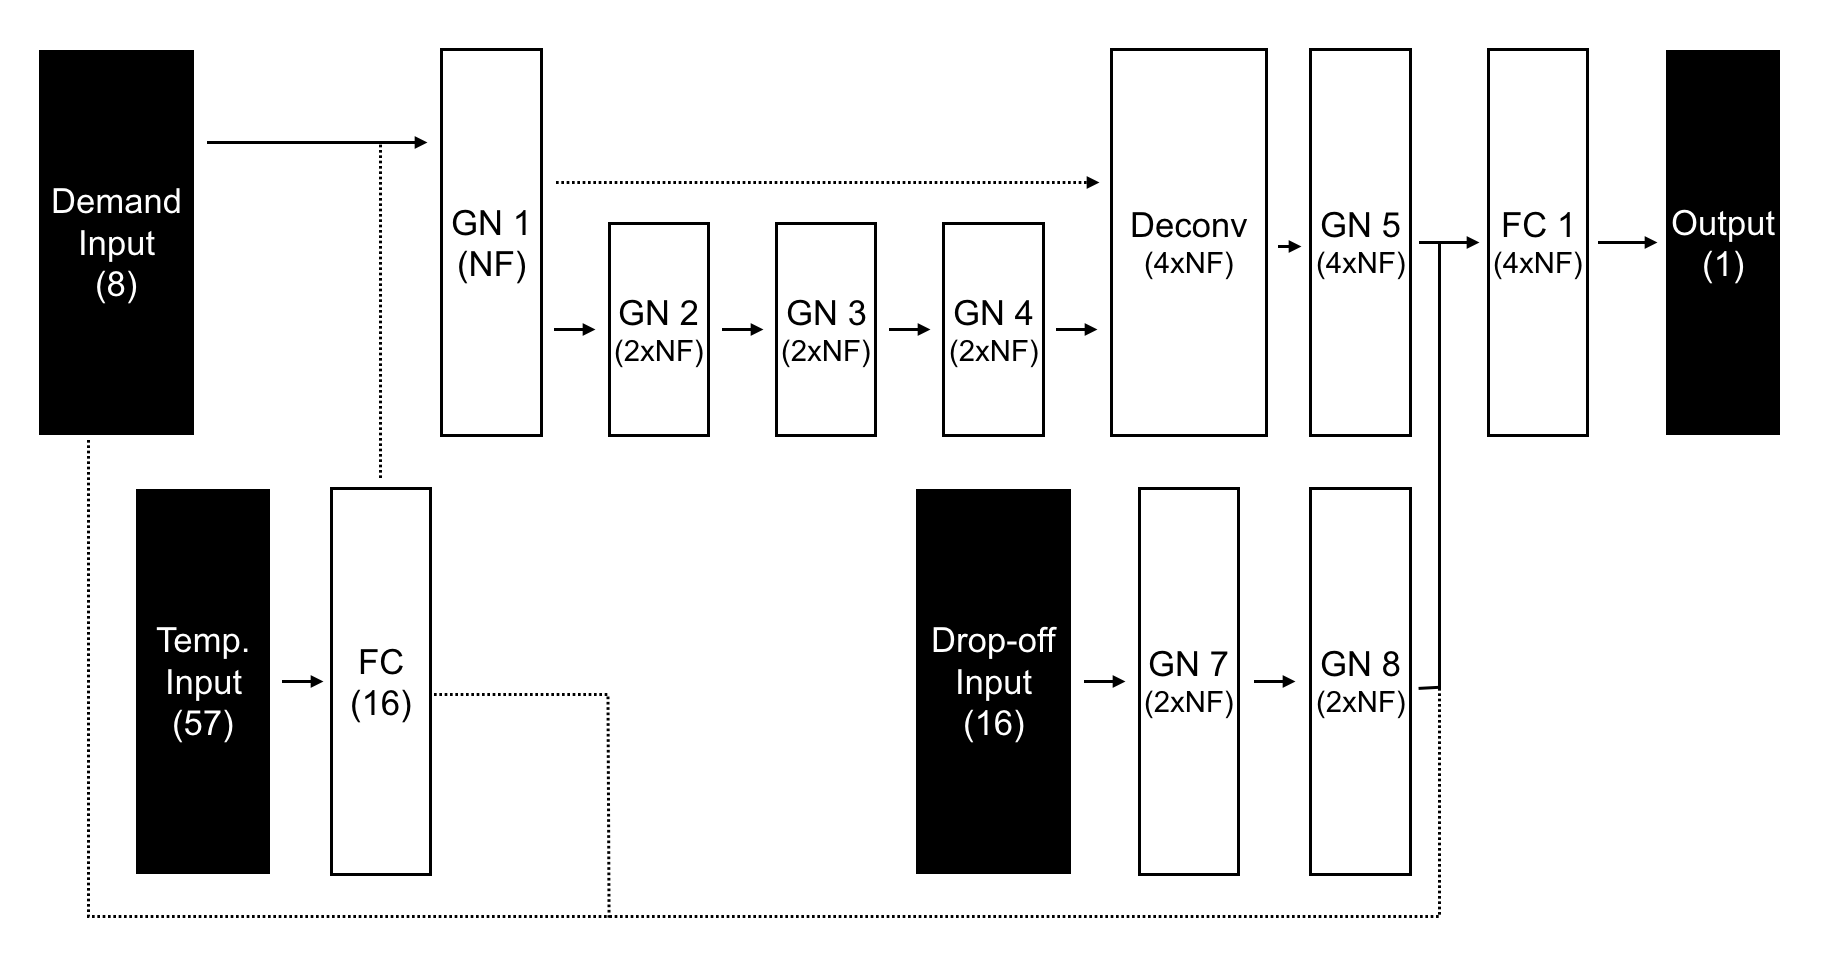 Demand
Input
(8)
GN 1
(NF)
GN 2
(2xNF)
GN 3
(2xNF)
GN 4
(2xNF)
Deconv
(4xNF)
GN 5
(4xNF)
FC 1
(4xNF)
Output
(1)
Temp.
Input
(57)
FC
(16)
Drop-off
Input
(16)
GN 7
(2xNF)
GN 8
(2xNF)